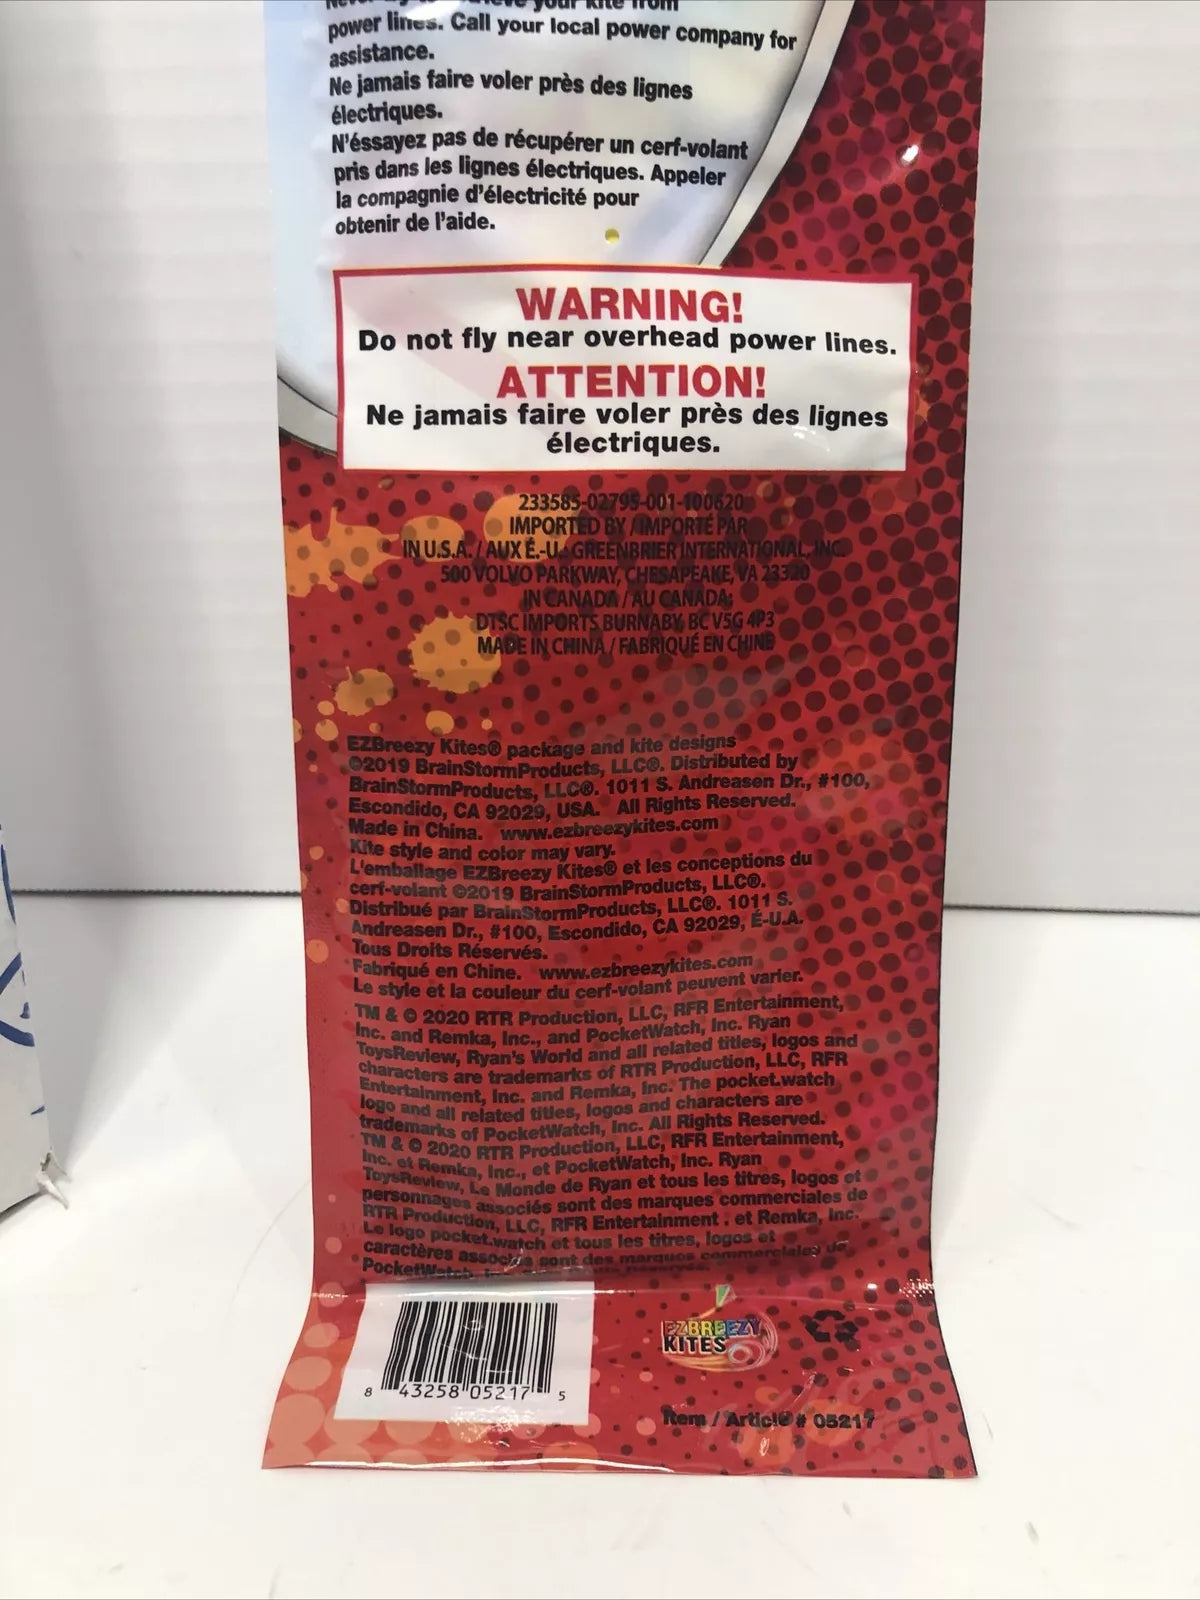 your kite from
power lines. Call your local power company for
assistance.
Ne jamais faire voler près des lignes
électriques.
N'éssayez pas de récupérer un cerf-volant
pris dans les lignes électriques. Appeler
la compagnie d'électricité pour
obtenir de l'aide.
WARNING!
Do not fly near overhead power lines.
ATTENTION!
Ne jamais faire voler près des lignes
électriques.
233585-02795-001-100620
IMPORTED BY / IMPORTÉ PAR
IN U.S.A. / AUX É.-U.: GREENBRIER INTERNATIONAL, INC.
500 VOLVO PARKWAY, CHESAPEAKE, VA 23320
IN CANADA / AU CANADA:
DTSC IMPORTS BURNABY, BC V5G 4P3
MADE IN CHINA / FABRIQUÉ EN CHINE
EZBreezy Kites® package and kite designs
©2019 BrainStormProducts, LLC®. Distributed by
BrainStormProducts, LLC®. 1011 S. Andreasen Dr., #100,
Escondido, CA 92029, USA. All Rights Reserved.
Made in China. www.ezbreezykites.com
Kite style and color may vary.
L'emballage EZBreezy Kites® et les conceptions du
cerf-volant ©2019 BrainStormProducts, LLC®.
Distribué par BrainStormProducts, LLC®. 1011 S.
Andreasen Dr., #100, Escondido, CA 92029, É-U.A.
Tous Droits Réservés.
Fabriqué en Chine. www.ezbreezykites.com
Le style et la couleur du cerf-volant peuvent varier.
TM & © 2020 RTR Production, LLC, RFR Entertainment,
Inc. and Remka, Inc., and PocketWatch, Inc. Ryan
ToysReview, Ryan's World and all related titles, logos and
characters are trademarks of RTR Production, LLC, RFR
Entertainment, Inc. and Remka, Inc. The pocket.watch
logo and all related titles, logos and characters are
trademarks of PocketWatch, Inc. All Rights Reserved.
TM & © 2020 RTR Production, LLC, RFR Entertainment,
Inc. et Remka, Inc., et PocketWatch, Inc. Ryan
ToysReview, Le Monde de Ryan et tous les titres, logos et
personnages associés sont des marques commerciales de
RTR Production, LLC, RFR Entertainment . et Remka, Inc.
Le logo pocket.watch et tous les titres, logos et
caractères associés sont des marques commerciales de
PocketWatch,
8 43258 05217 5
EZBREEZY
KITES
Item / Article # 05217